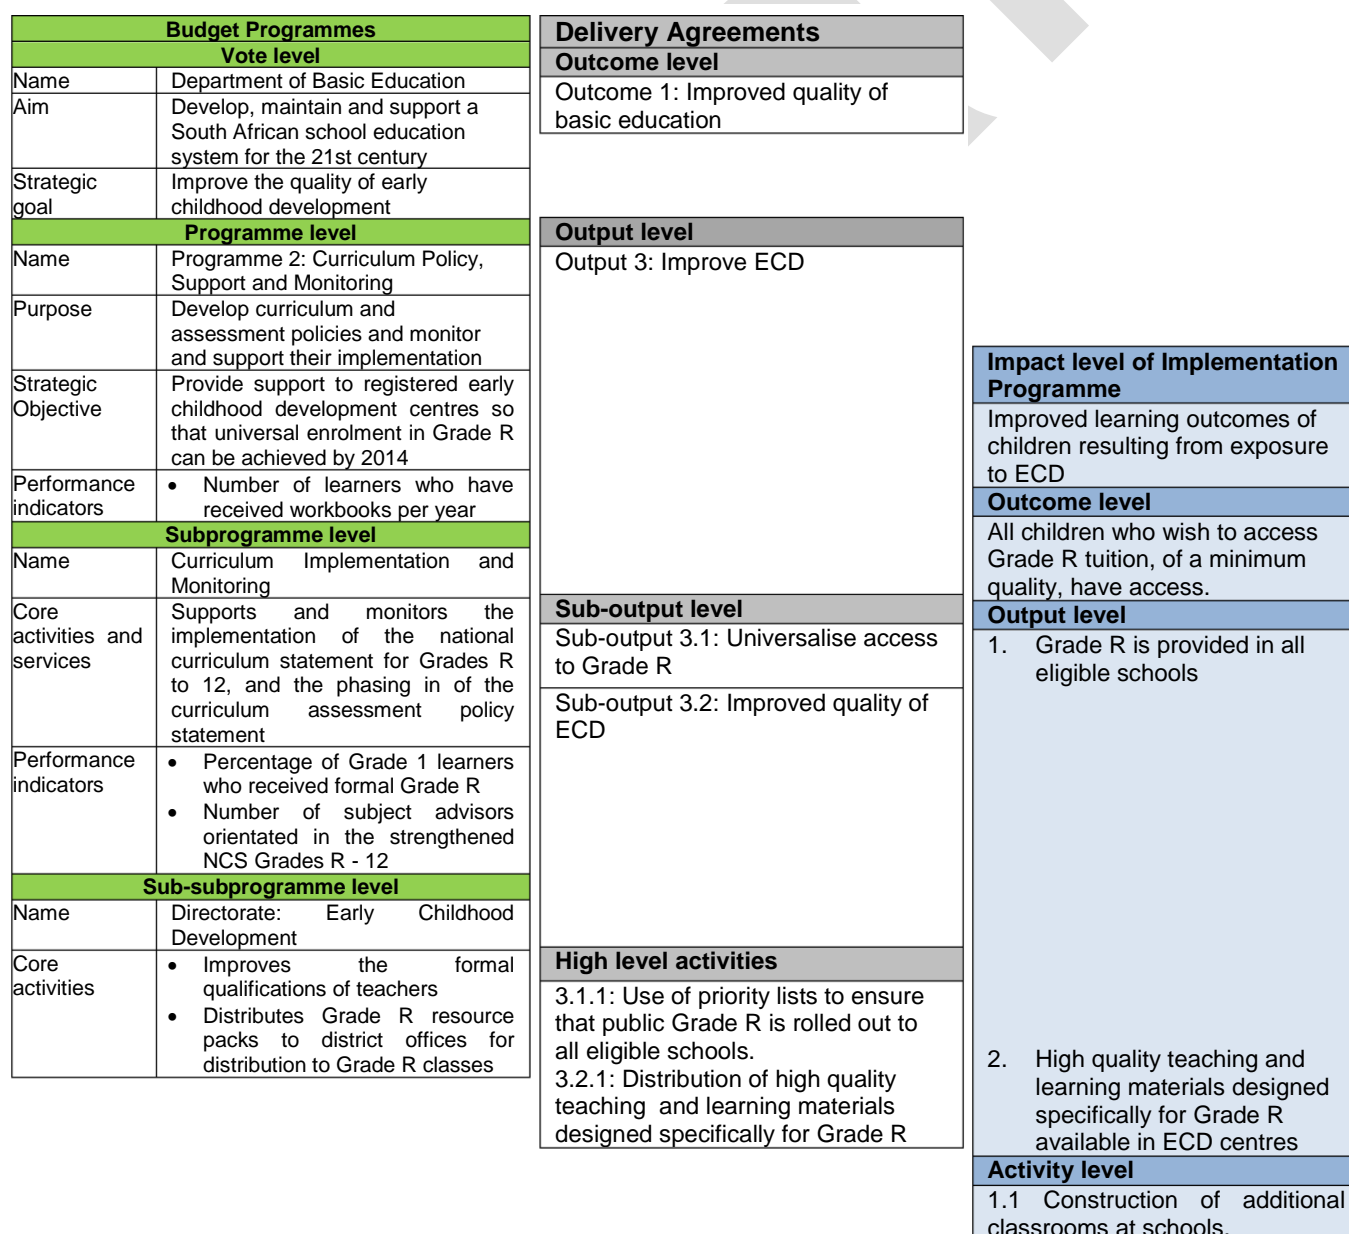 Budget Programmes
Vote level
Name Department of Basic Education
Aim Develop, maintain and support a
South African school education
system for the 21st century
Strategic Improve the quality of early
goal childhood development
Programme level
Name Programme 2: Curriculum Policy,
Support and Monitoring
Purpose Develop curriculum and
assessment policies and monitor
and support their implementation
Strategic Provide support to registered early
Objective childhood development centres so
that universal enrolment in Grade R
can be achieved by 2014
Performance • Number of learners who have
indicators received workbooks per year
Subprogramme level
Name Curriculum Implementation and
Monitoring
Core Supports and monitors the
activities and implementation of the national
services curriculum statement for Grades R
to 12, and the phasing in of the
curriculum assessment policy
statement
Performance • Percentage of Grade 1 learners
indicators who received formal Grade R
• Number of subject advisors
orientated in the strengthened
NCS Grades R - 12
Sub-subprogramme level
Name Directorate: Early Childhood
Development
Core • Improves the formal
activities qualifications of teachers
• Distributes Grade R resource
packs to district offices for
distribution to Grade R classes
Delivery Agreements
Outcome level
Outcome 1: Improved quality of
basic education
Output level
Output 3: Improve ECD
Sub-output level
Sub-output 3.1: Universalise access
to Grade R
Sub-output 3.2: Improved quality of
ECD
High level activities
3.1.1: Use of priority lists to ensure
that public Grade R is rolled out to
all eligible schools.
3.2.1: Distribution of high quality
teaching and learning materials
designed specifically for Grade R
Impact level of Implementation
Programme
Improved learning outcomes of
children resulting from exposure
to ECD
Outcome level
All children who wish to access
Grade R tuition, of a minimum
quality, have access.
Output level
1. Grade R is provided in all
eligible schools
2. High quality teaching and
learning materials designed
specifically for Grade R
available in ECD centres
Activity level
1.1 Construction of additional
classrooms at schools.